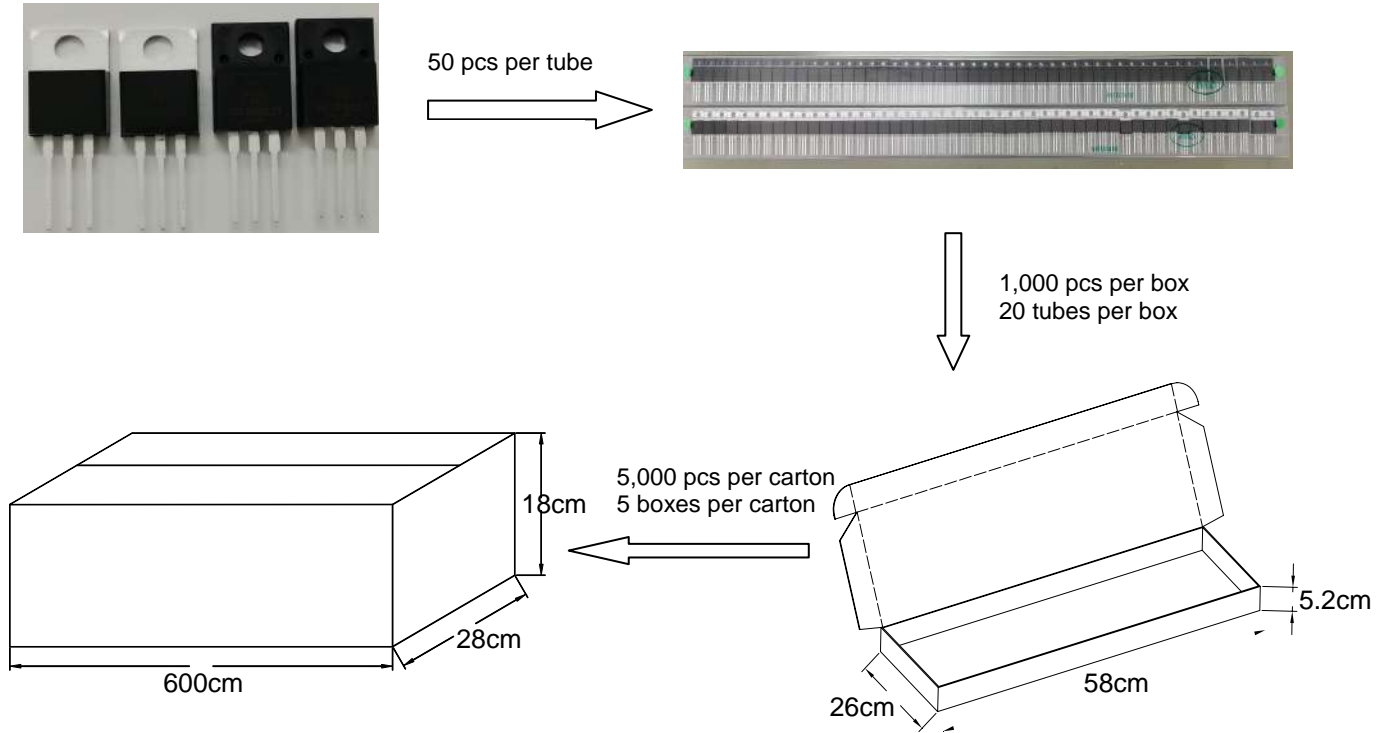 50 pcs per tube
1,000 pcs per box
20 tubes per box
5,000 pcs per carton
5 boxes per carton
18cm
28cm
600cm
5.2cm
58cm
26cm